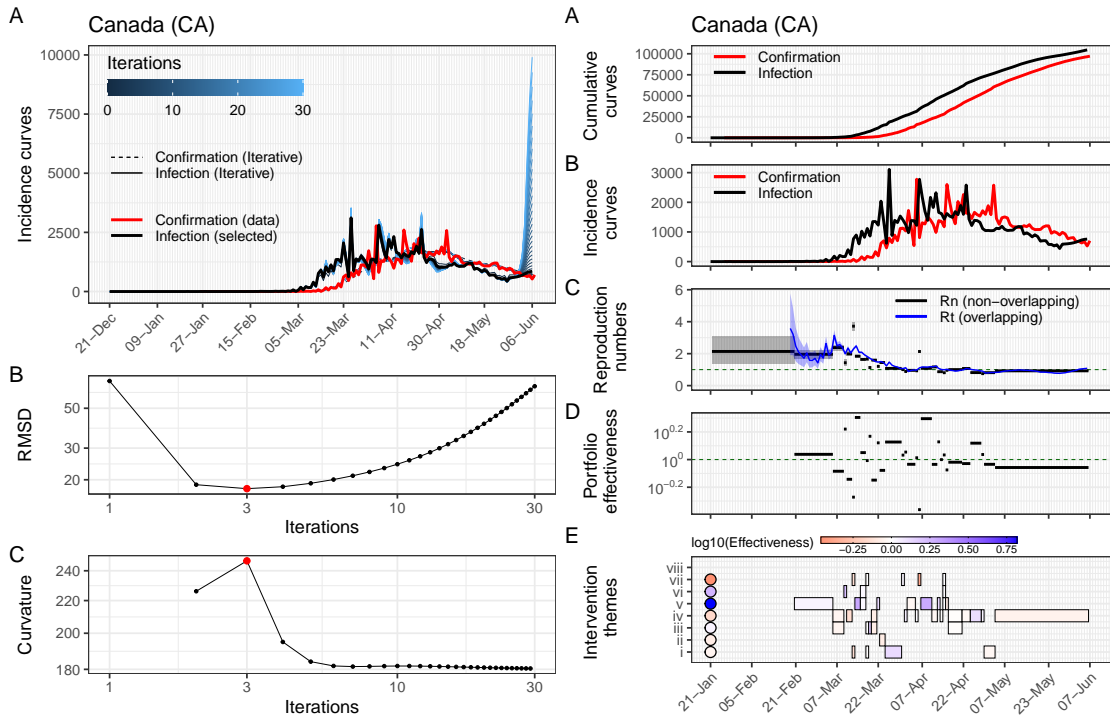 A
Canada (CA)
10000
7500
5000
2500
0
Incidence curves
Iterations
0 10 20 30
Confirmation (Iterative)
Infection (Iterative)
Confirmation (data)
Infection (selected)
21−Dec
09−Jan
27−Jan
15−Feb
05−Mar
23−Mar
11−Apr
30−Apr
18−May
06−Jun
B
50
30
20
RMSD
1 3 10 30
Iterations
C
240
220
200
180
Curvature
1 3 10 30
Iterations
A
Canada (CA)
100000
75000
50000
25000
0
Cumulative
curves
Confirmation
Infection
B
3000
2000
1000
0
Incidence
curves
Confirmation
Infection
C
6
4
2
0
Reproduction
numbers
Rn (non−overlapping)
Rt (overlapping)
D
10^0.2
10^0
10^−0.2
Portfolio
effectiveness
E
log10(Effectiveness)
−0.25 0.00 0.25 0.50 0.75
viii
vii
vi
v
iv
iii
ii
i
Intervention
themes
21−Jan
05−Feb
21−Feb
07−Mar
22−Mar
07−Apr
22−Apr
07−May
23−May
07−Jun